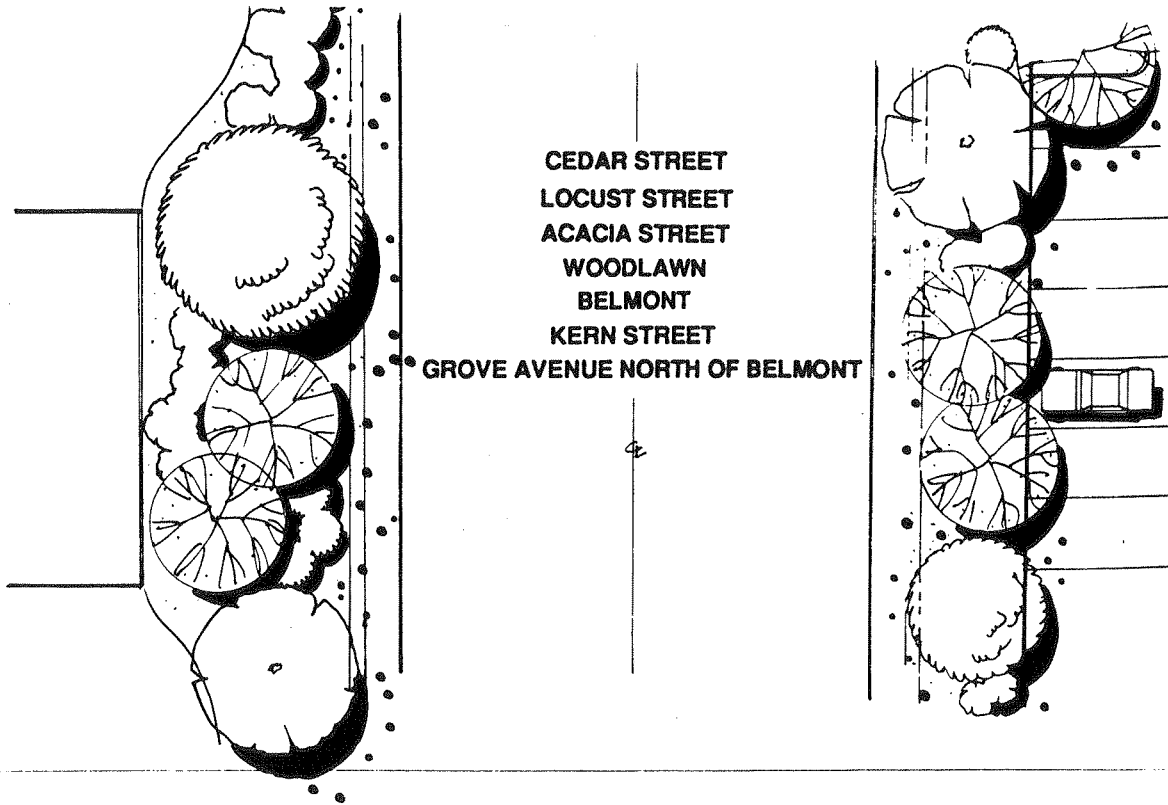 CEDAR STREET
LOCUST STREET
ACACIA STREET
WOODLAWN
BELMONT
KERN STREET
GROVE AVENUE NORTH OF BELMONT